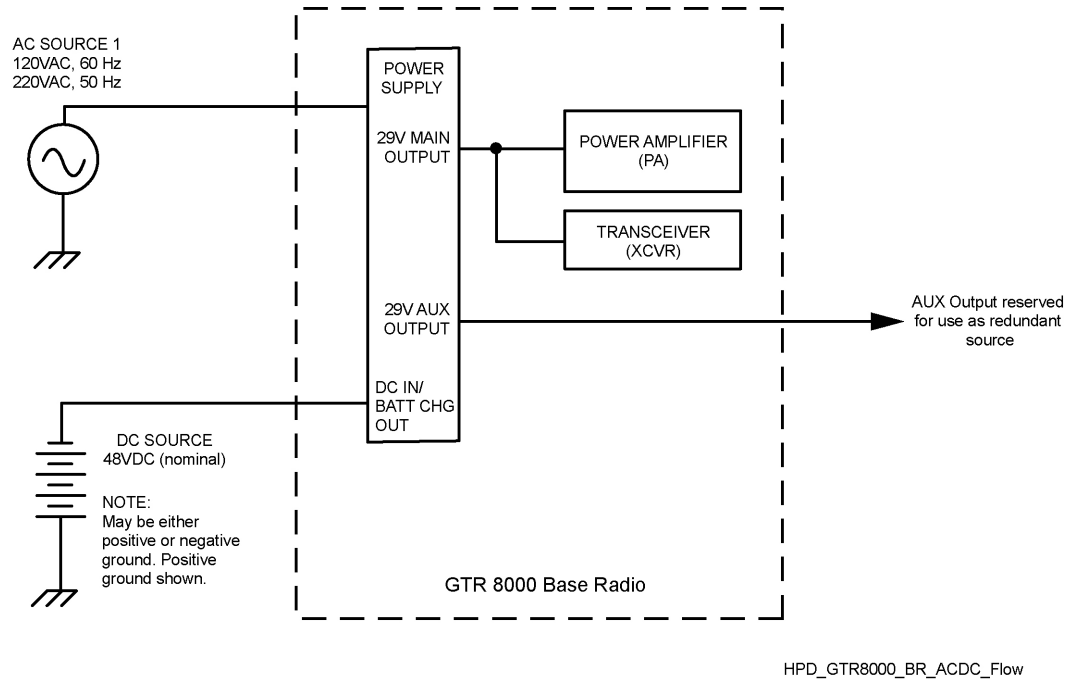 AC SOURCE 1
120VAC, 60 Hz
220VAC, 50 Hz
POWER
SUPPLY
29V MAIN
OUTPUT
POWER AMPLIFIER
(PA)
TRANSCEIVER
(XCVR)
29V AUX
OUTPUT
AUX Output reserved
for use as redundant
source
DC IN/
BATT CHG
OUT
DC SOURCE
48VDC (nominal)
NOTE:
May be either
positive or negative
ground. Positive
ground shown.
GTR 8000 Base Radio
HPD_GTR8000_BR_ACDC_Flow